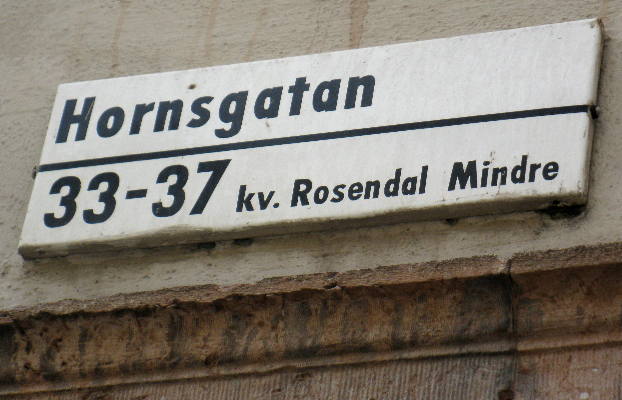 Hornsgatan
33-37 kv. Rosendal Mindre